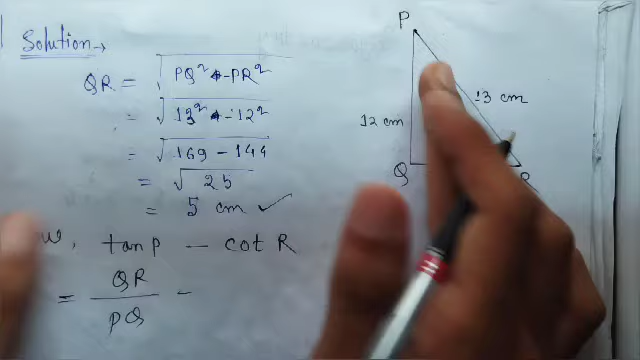 Solution→
QR = √PQ² - PR²
= √13² - 12²
= √169 - 144
= √25
= 5 cm ✓
, tan P - cot R
= QR/PQ -
P
13 cm
12 cm
Q
R